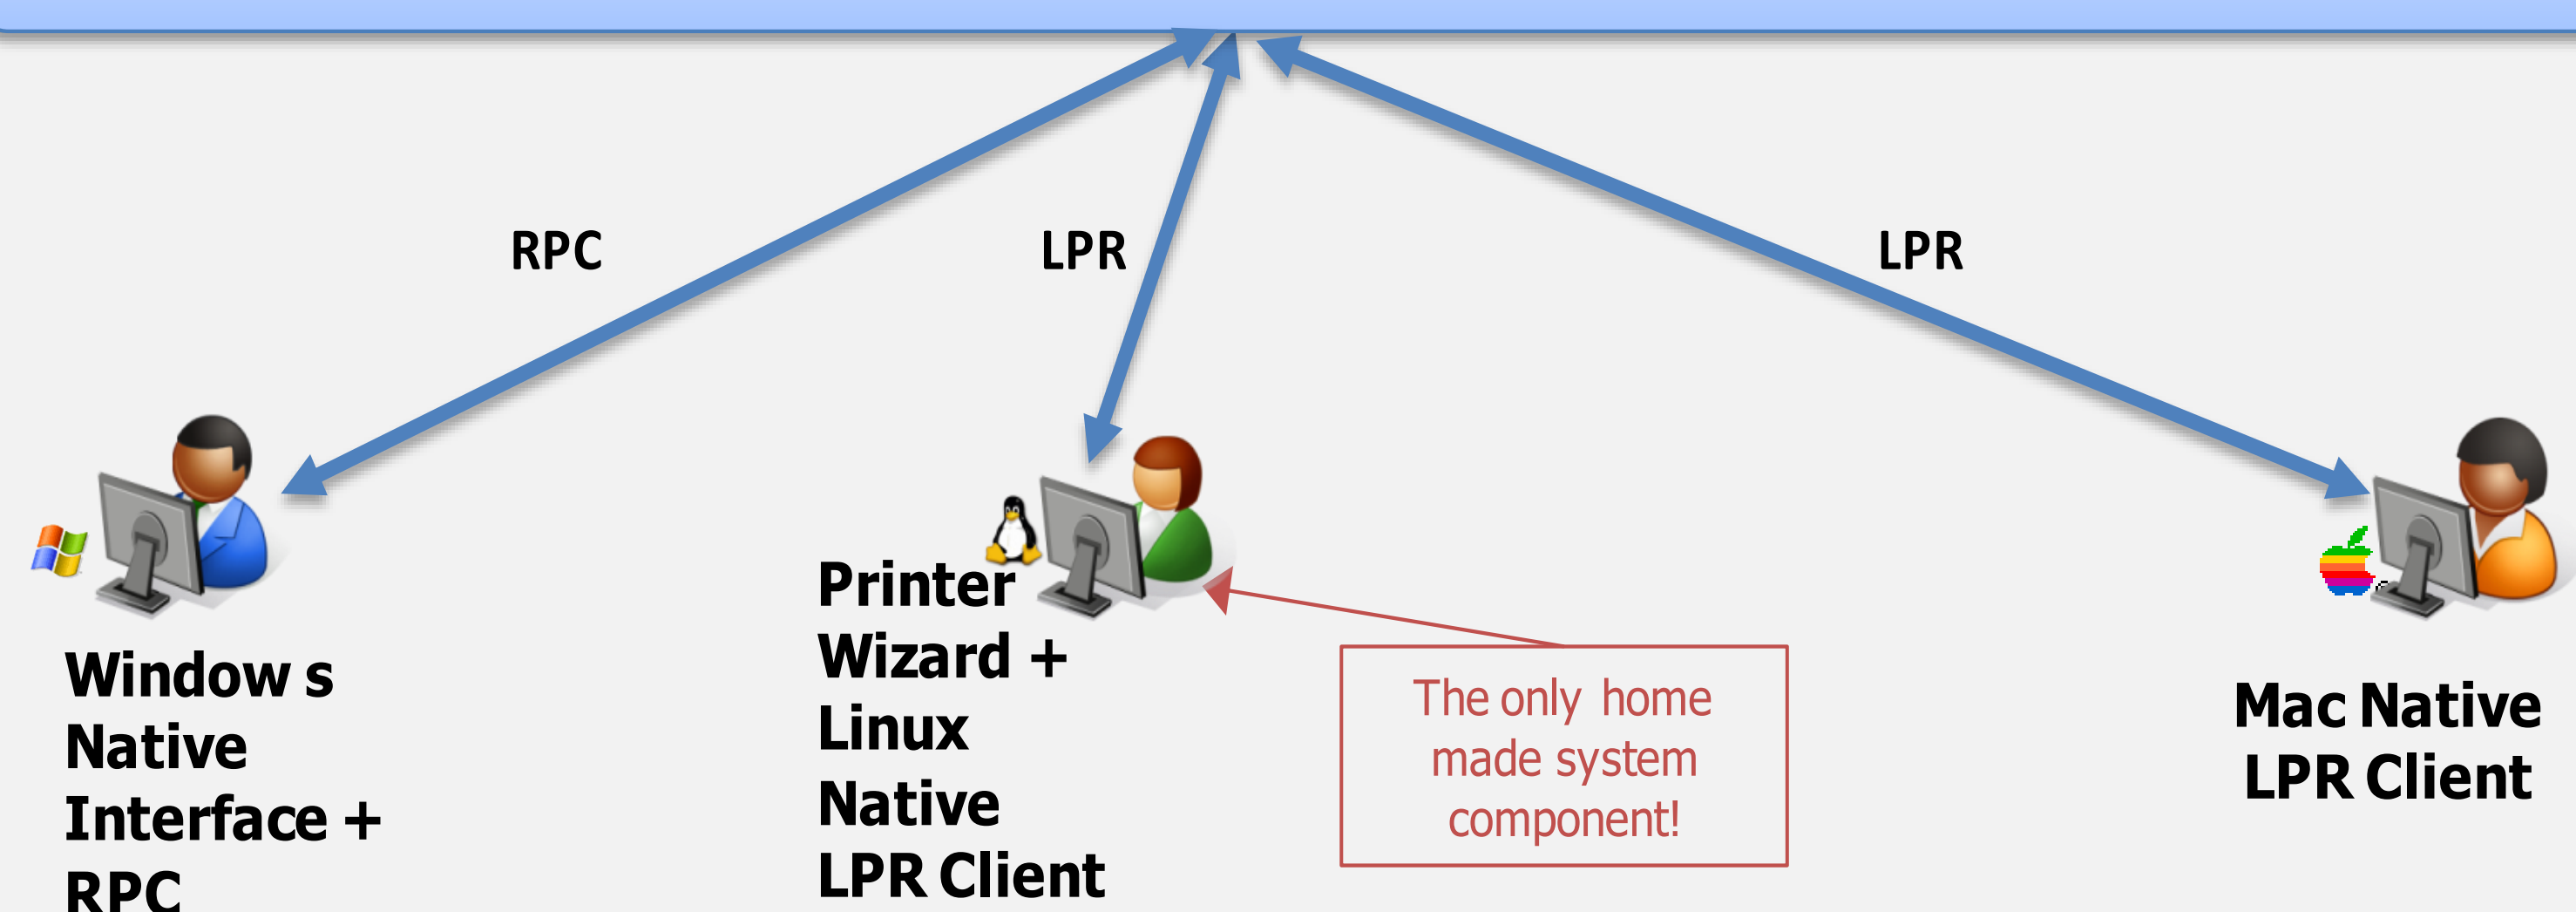 RPC
LPR
LPR
Window s
Native
Interface +
RPC
Printer
Wizard +
Linux
Native
LPR Client
The only home
made system
component!
Mac Native
LPR Client